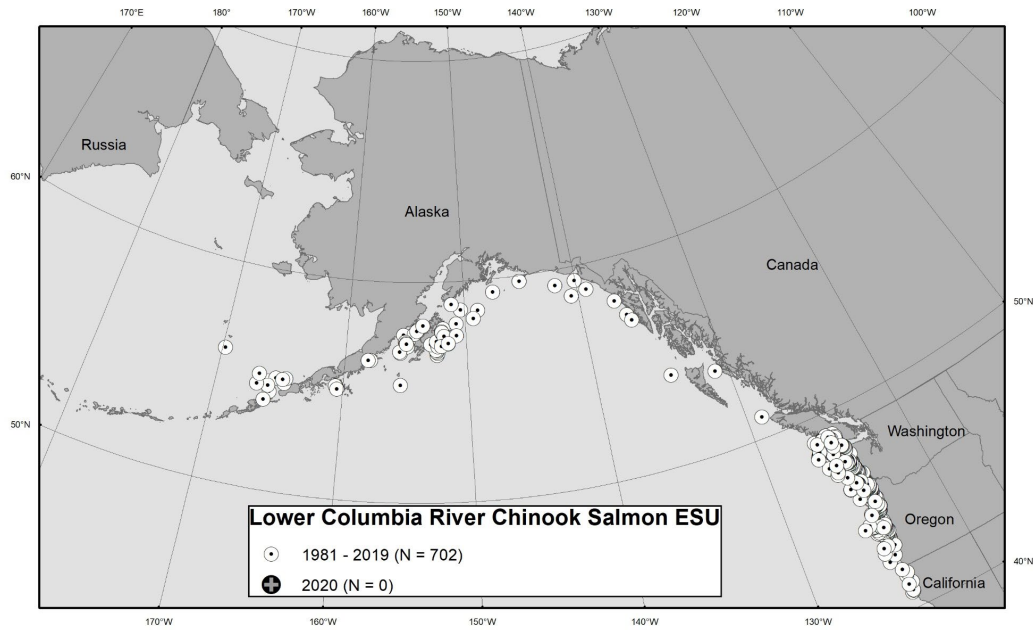 170°E 180° 170°W 160°W 150°W 140°W 130°W 120°W 110°W 100°W
Russia
60°N
Alaska
Canada
50°N
50°N
Washington
Lower Columbia River Chinook Salmon ESU
Oregon
1981 - 2019 (N = 702)
40°N
2020 (N = 0)
California
170°W 160°W 150°W 140°W 130°W